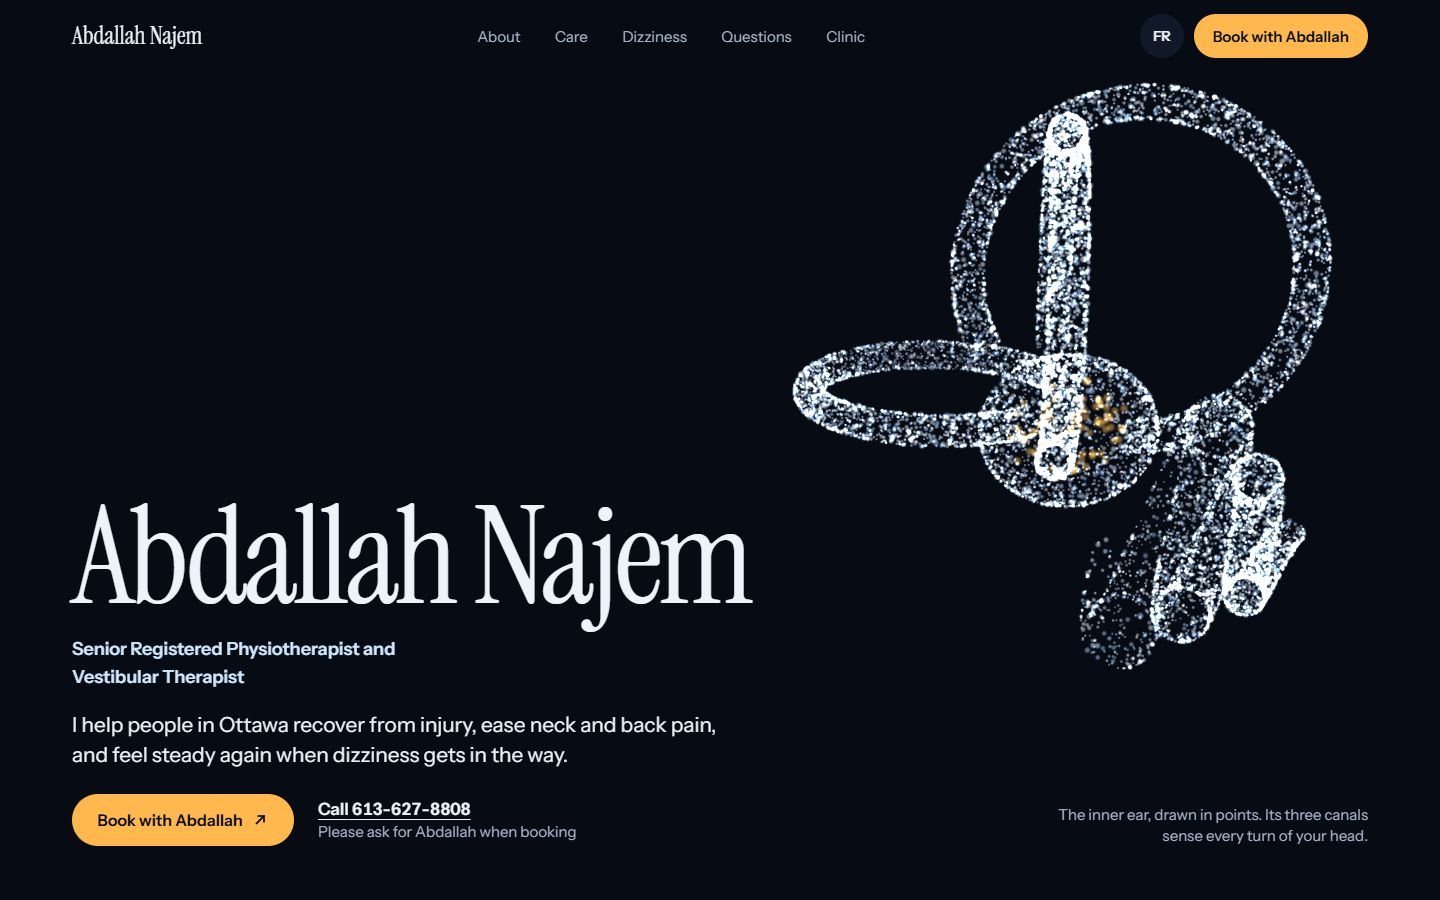 Abdallah Najem
About
Care
Dizziness
Questions
Clinic
FR
Book with Abdallah
Abdallah Najem
Senior Registered Physiotherapist and
Vestibular Therapist
I help people in Ottawa recover from injury, ease neck and back pain,
and feel steady again when dizziness gets in the way.
Book with Abdallah
Call 613-627-8808
Please ask for Abdallah when booking
The inner ear, drawn in points. Its three canals
sense every turn of your head.